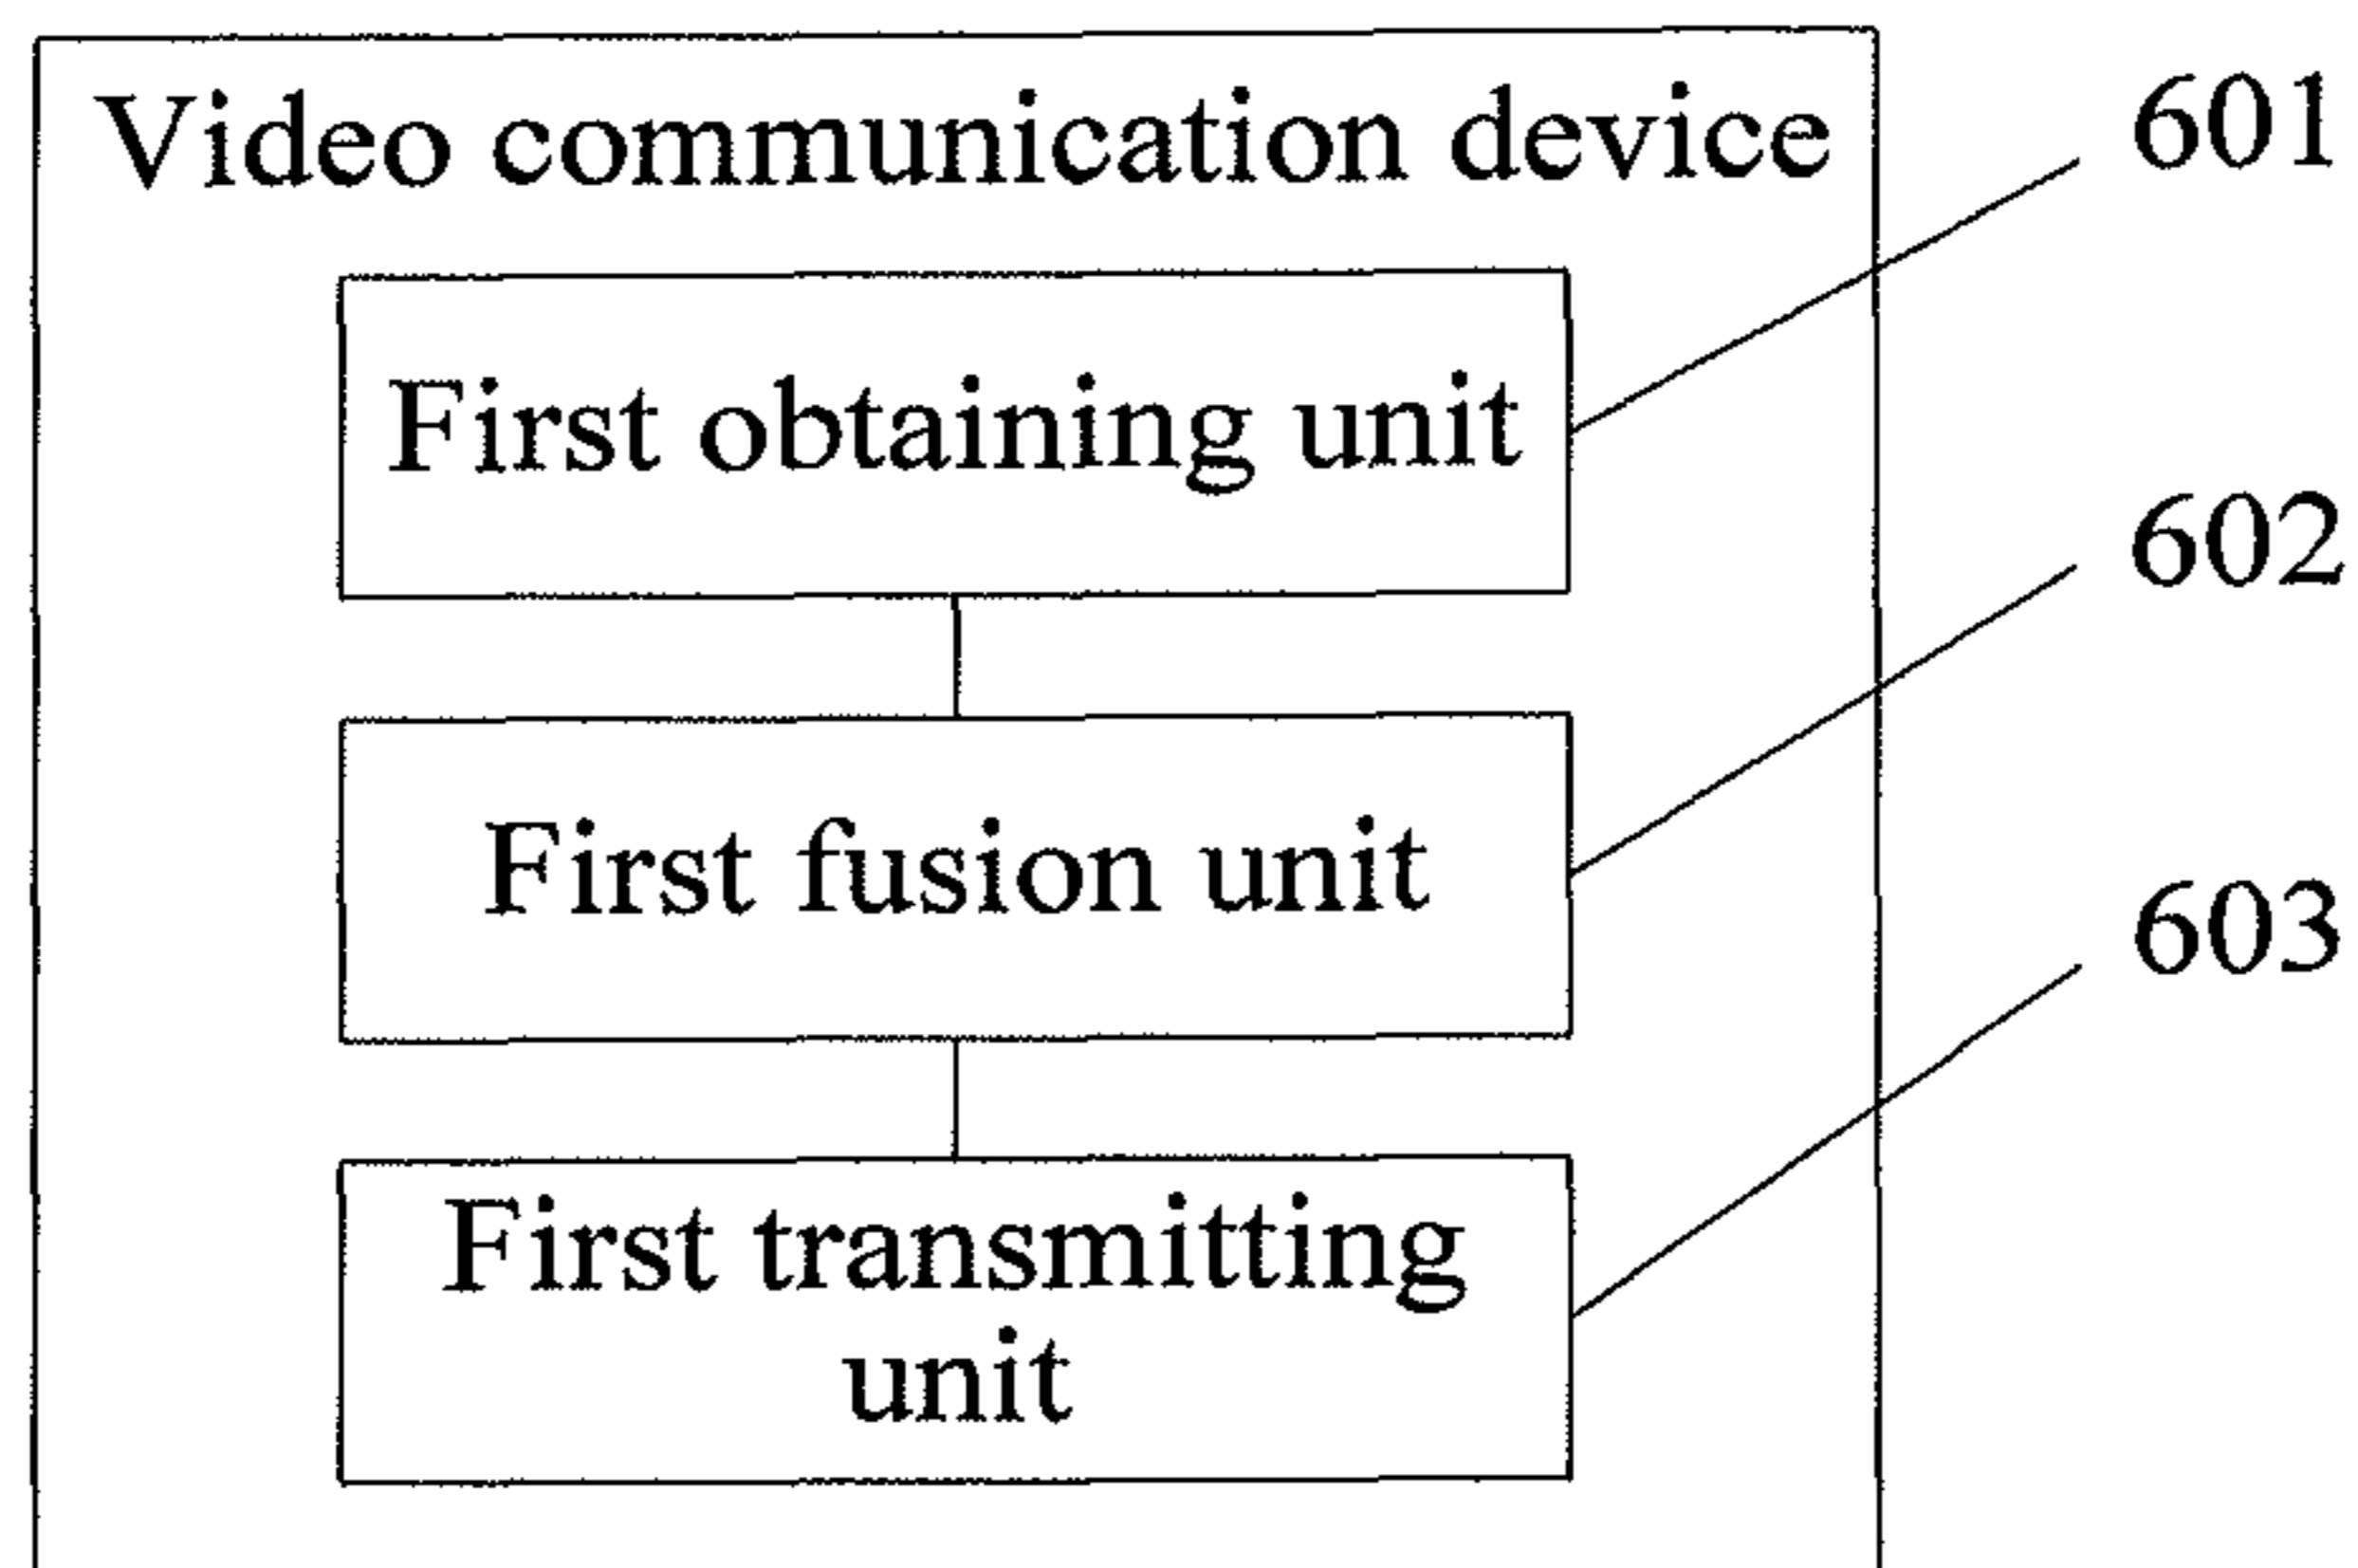 Video communication device
601
First obtaining unit
602
First fusion unit
603
First transmitting
unit